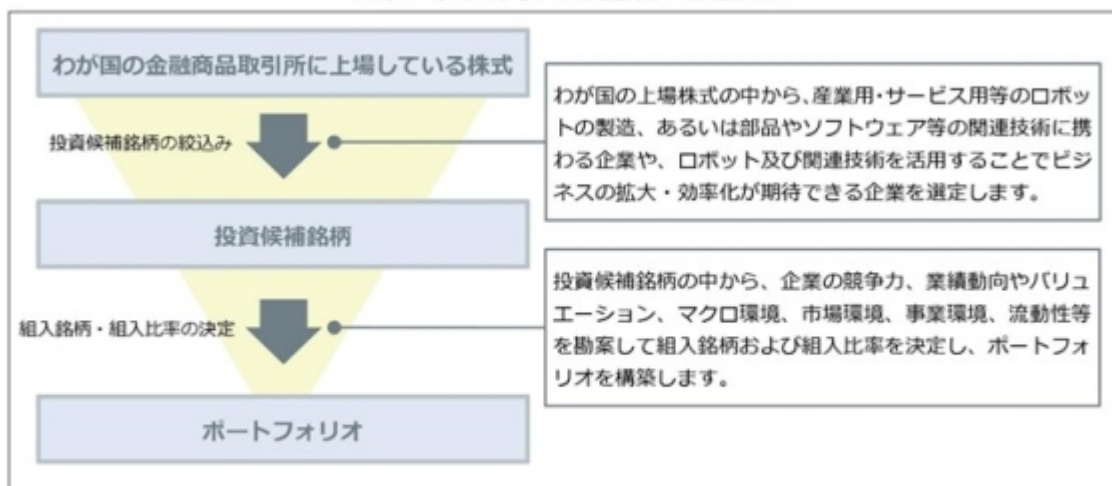 わが国の金融商品取引所に上場している株式
投資候補銘柄の絞込み
わが国の上場株式の中から、産業用・サービス用等のロボッ
トの製造、あるいは部品やソフトウェア等の関連技術に携
わる企業や、ロボット及び関連技術を活用することでビジ
ネスの拡大・効率化が期待できる企業を選定します。
投資候補銘柄
組入銘柄・組入比率の決定
投資候補銘柄の中から、企業の競争力、業績動向やバリュ
エーション、マクロ環境、市場環境、事業環境、流動性等
を勘案して組入銘柄および組入比率を決定し、ポートフォ
リオを構築します。
ポートフォリオ